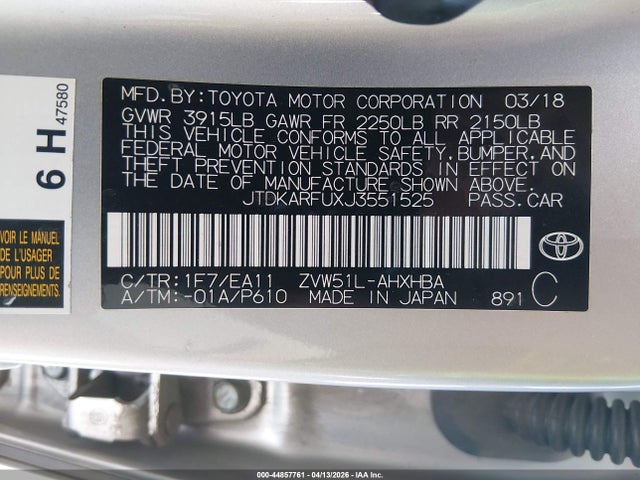 MFD.BY:TOYOTA MOTOR CORPORATION 03/18
GVWR 3915LB GAWR FR 2250LB RR 2150LB
THIS VEHICLE CONFORMS TO ALL APPLICABLE
FEDERAL MOTOR VEHICLE SAFETY,BUMPER,AND
THEFT PREVENTION STANDARDS IN EFFECT ON
THE DATE OF MANUFACTURE SHOWN ABOVE.
JTDKARFUXJ3551525 PASS.CAR
C/TR:1F7/EA11 ZVW51L-AHXHBA
A/TM:-01A/P610 MADE IN JAPAN 891 C
6 H 47580
VOIR LE MANUEL
DE L'USAGER
POUR PLUS DE
RENSEIGNEMENTS.
000-44857761 - 04/13/2026 - IAA Inc.